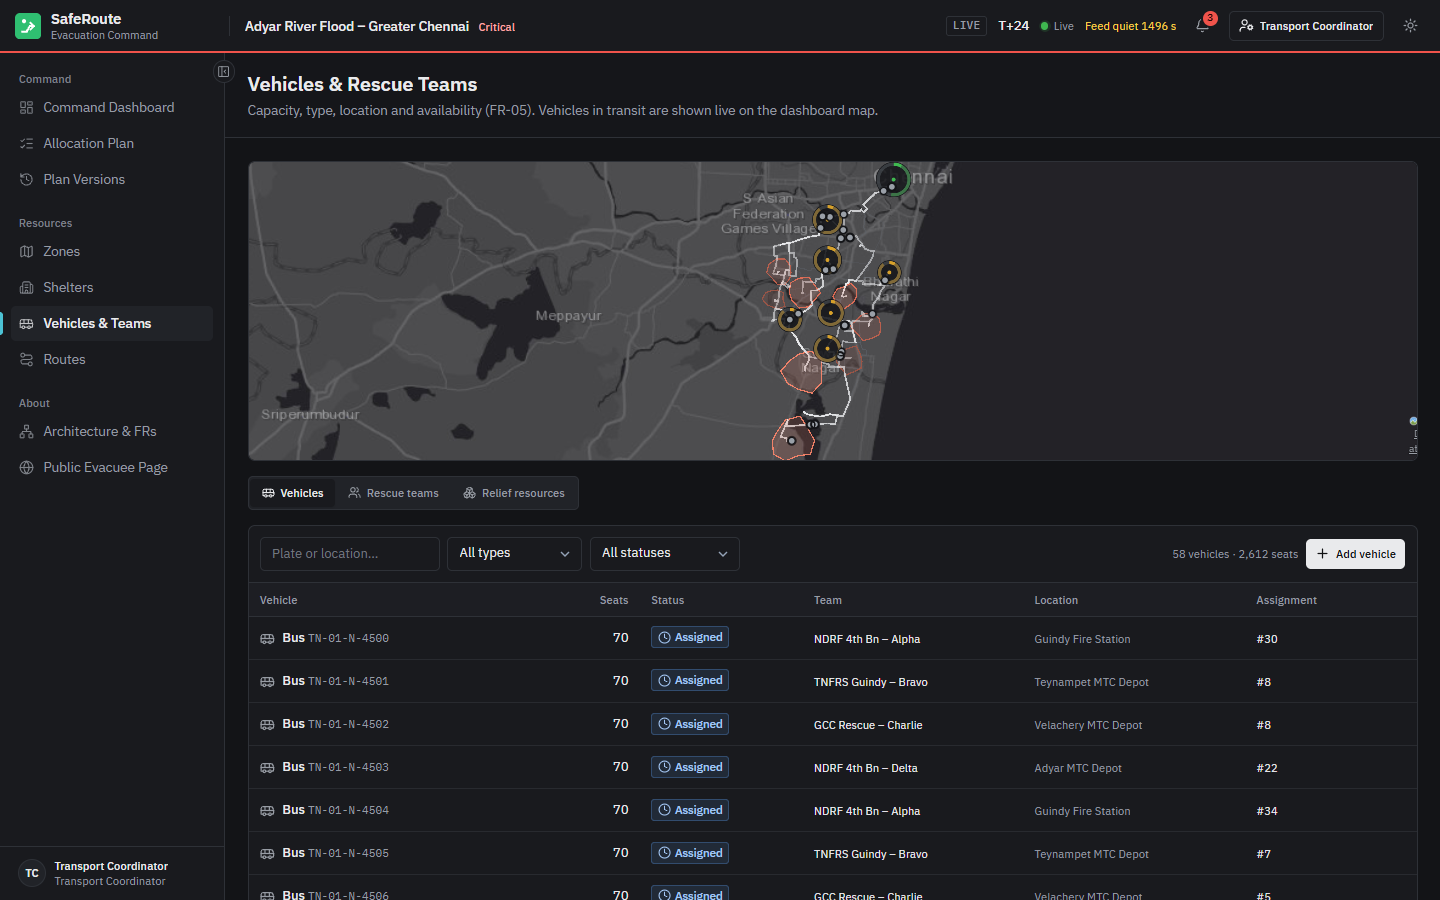 SafeRoute
Evacuation Command
Adyar River Flood – Greater Chennai Critical
LIVE T+24 Live Feed quiet 1496 s 3 Transport Coordinator
Command
Command Dashboard
Allocation Plan
Plan Versions
Resources
Zones
Shelters
Vehicles & Teams
Routes
About
Architecture & FRs
Public Evacuee Page
TC Transport Coordinator
Transport Coordinator
Vehicles & Rescue Teams
Capacity, type, location and availability (FR-05). Vehicles in transit are shown live on the dashboard map.
S Asian
Federation
Games Village
Meppayur
Nagar
Nagar
Sriperumbudur
Vehicles Rescue teams Relief resources
Plate or location... All types All statuses 58 vehicles · 2,612 seats Add vehicle
Vehicle Seats Status Team Location Assignment
Bus TN-01-N-4500 70 Assigned NDRF 4th Bn – Alpha Guindy Fire Station #30
Bus TN-01-N-4501 70 Assigned TNFRS Guindy – Bravo Teynampet MTC Depot #8
Bus TN-01-N-4502 70 Assigned GCC Rescue – Charlie Velachery MTC Depot #8
Bus TN-01-N-4503 70 Assigned NDRF 4th Bn – Delta Adyar MTC Depot #22
Bus TN-01-N-4504 70 Assigned NDRF 4th Bn – Alpha Guindy Fire Station #34
Bus TN-01-N-4505 70 Assigned TNFRS Guindy – Bravo Teynampet MTC Depot #7
Bus TN-01-N-4506 70 Assigned GCC Rescue – Charlie Velachery MTC Depot #5